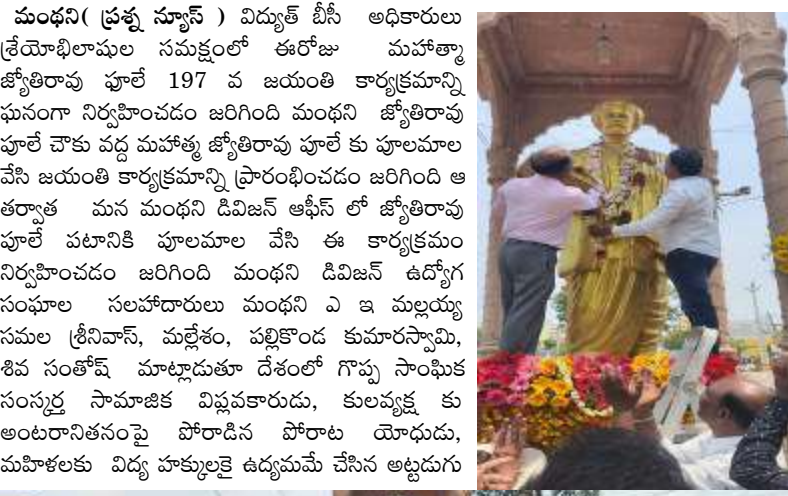 మంథని( ప్రశ్న న్యూస్ ) విద్యుత్ బీసీ అధికారులు
శ్రేయోభిలాషుల సమక్షంలో ఈరోజు మహాత్మా
జ్యోతిరావు ఫూలే 197 వ జయంతి కార్యక్రమాన్ని
ఘనంగా నిర్వహించడం జరిగింది మంథని జ్యోతిరావు
పూలే చౌకు వద్ద మహాత్మ జ్యోతిరావు పూలే కు పూలమాల
వేసి జయంతి కార్యక్రమాన్ని ప్రారంభించడం జరిగింది ఆ
తర్వాత మన మంథని డివిజన్ ఆఫీస్ లో జ్యోతిరావు
పూలే పటానికి పూలమాల వేసి ఈ కార్యక్రమం
నిర్వహించడం జరిగింది మంథని డివిజన్ ఉద్యోగ
సంఘాల సలహాదారులు మంథని ఎ ఇ మల్లయ్య
సమల శ్రీనివాస్, మల్లేశం, పల్లికొండ కుమారస్వామి,
శివ సంతోష్ మాట్లాడుతూ దేశంలో గొప్ప సాంఘిక
సంస్కర్త సామాజిక విప్లవకారుడు, కులవ్యక్ష కు
అంటరానితనంపై పోరాడిన పోరాట యోధుడు,
మహిళలకు విద్య హక్కులకై ఉద్యమమే చేసిన అట్టడుగు